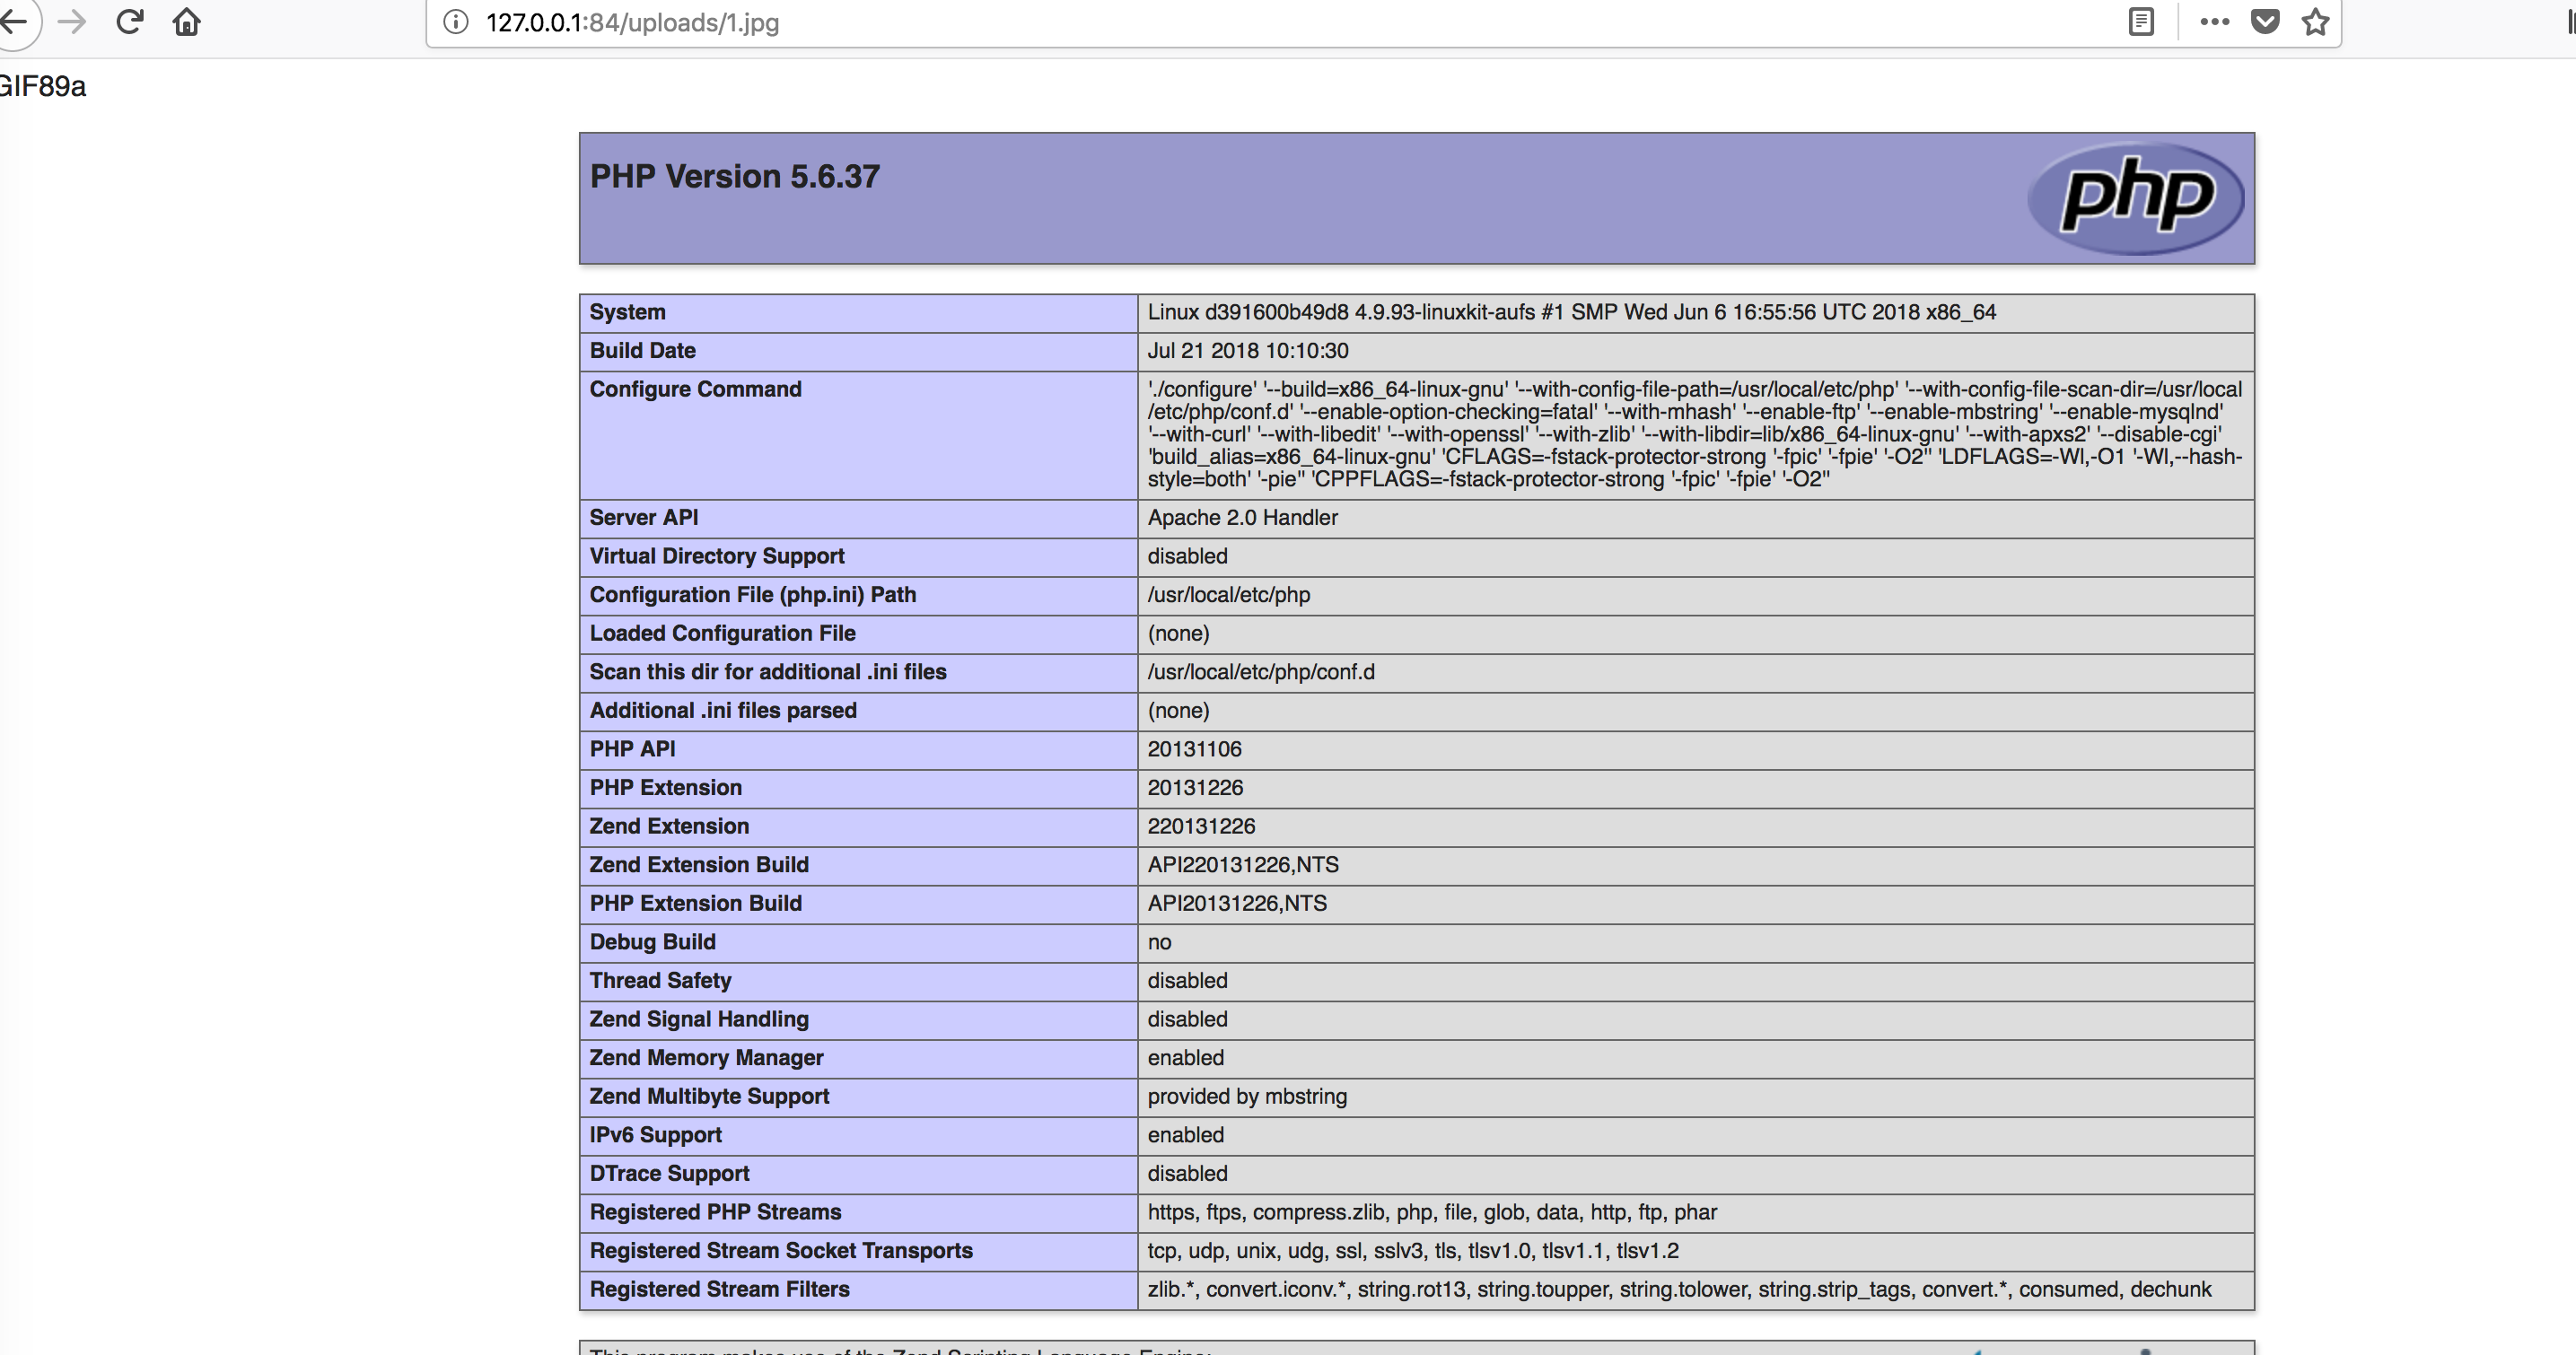 127.0.0.1:84/uploads/1.jpg
GIF89a
PHP Version 5.6.37
php
System Linux d391600b49d8 4.9.93-linuxkit-aufs #1 SMP Wed Jun 6 16:55:56 UTC 2018 x86_64
Build Date Jul 21 2018 10:10:30
Configure Command './configure' '--build=x86_64-linux-gnu' '--with-config-file-path=/usr/local/etc/php' '--with-config-file-scan-dir=/usr/local
/etc/php/conf.d' '--enable-option-checking=fatal' '--with-mhash' '--enable-ftp' '--enable-mbstring' '--enable-mysqlnd'
'--with-curl' '--with-libedit' '--with-openssl' '--with-zlib' '--with-libdir=lib/x86_64-linux-gnu' '--with-apxs2' '--disable-cgi'
'build_alias=x86_64-linux-gnu' 'CFLAGS=-fstack-protector-strong '-fpic' '-fpie' '-O2'' 'LDFLAGS=-Wl,-O1 '-Wl,--hash-
style=both' '-pie'' 'CPPFLAGS=-fstack-protector-strong '-fpic' '-fpie' '-O2''
Server API Apache 2.0 Handler
Virtual Directory Support disabled
Configuration File (php.ini) Path /usr/local/etc/php
Loaded Configuration File (none)
Scan this dir for additional .ini files /usr/local/etc/php/conf.d
Additional .ini files parsed (none)
PHP API 20131106
PHP Extension 20131226
Zend Extension 220131226
Zend Extension Build API220131226,NTS
PHP Extension Build API20131226,NTS
Debug Build no
Thread Safety disabled
Zend Signal Handling disabled
Zend Memory Manager enabled
Zend Multibyte Support provided by mbstring
IPv6 Support enabled
DTrace Support disabled
Registered PHP Streams https, ftps, compress.zlib, php, file, glob, data, http, ftp, phar
Registered Stream Socket Transports tcp, udp, unix, udg, ssl, sslv3, tls, tlsv1.0, tlsv1.1, tlsv1.2
Registered Stream Filters zlib.*, convert.iconv.*, string.rot13, string.toupper, string.tolower, string.strip_tags, convert.*, consumed, dechunk
This program makes use of the Zend Scripting Language Engine: